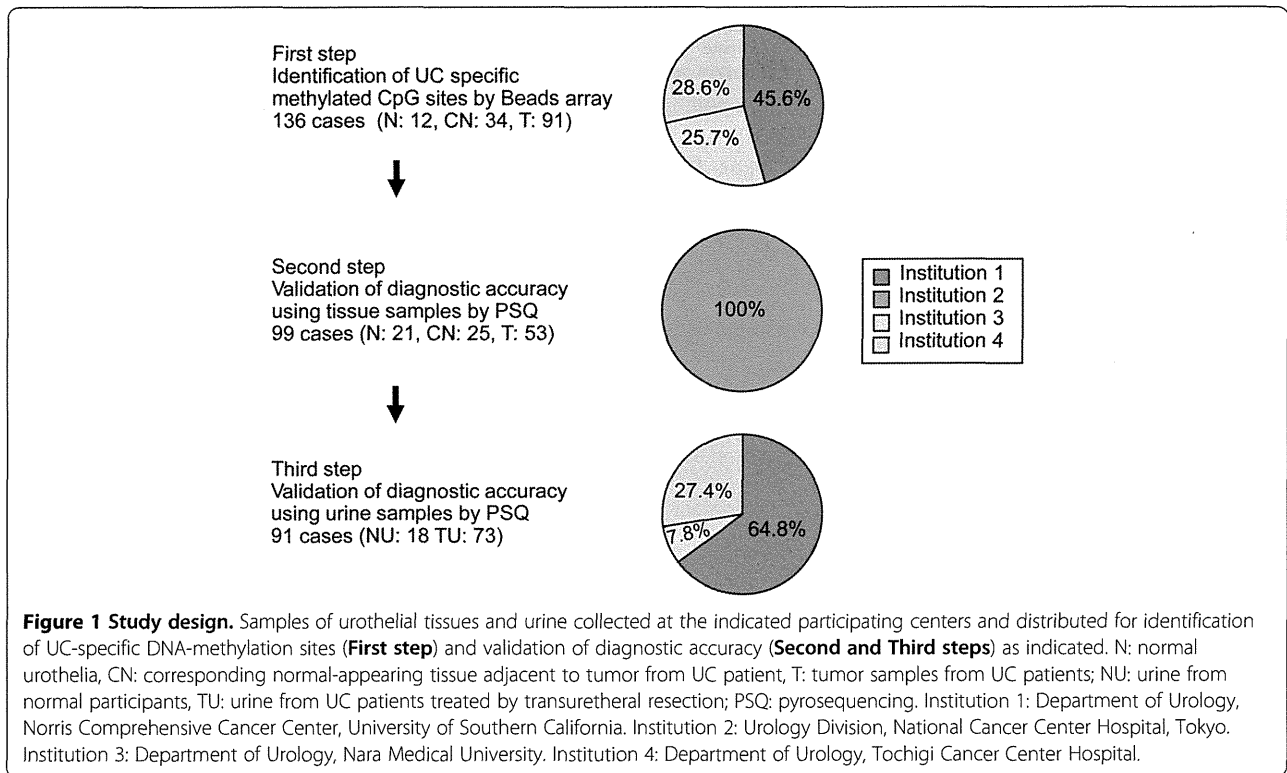 First step
Identification of UC specific
methylated CpG sites by Beads array
136 cases (N: 12, CN: 34, T: 91)
28.6%
45.6%
25.7%
Second step
Validation of diagnostic accuracy
using tissue samples by PSQ
99 cases (N: 21, CN: 25, T: 53)
100%
Institution 1
Institution 2
Institution 3
Institution 4
Third step
Validation of diagnostic accuracy
using urine samples by PSQ
91 cases (NU: 18 TU: 73)
27.4%
7.8%
64.8%
Figure 1 Study design. Samples of urothelial tissues and urine collected at the indicated participating centers and distributed for identification
of UC-specific DNA-methylation sites (First step) and validation of diagnostic accuracy (Second and Third steps) as indicated. N: normal
urothelia, CN: corresponding normal-appearing tissue adjacent to tumor from UC patient, T: tumor samples from UC patients; NU: urine from
normal participants, TU: urine from UC patients treated by transurethral resection; PSQ: pyrosequencing. Institution 1: Department of Urology,
Norris Comprehensive Cancer Center, University of Southern California. Institution 2: Urology Division, National Cancer Center Hospital, Tokyo.
Institution 3: Department of Urology, Nara Medical University. Institution 4: Department of Urology, Tochigi Cancer Center Hospital.